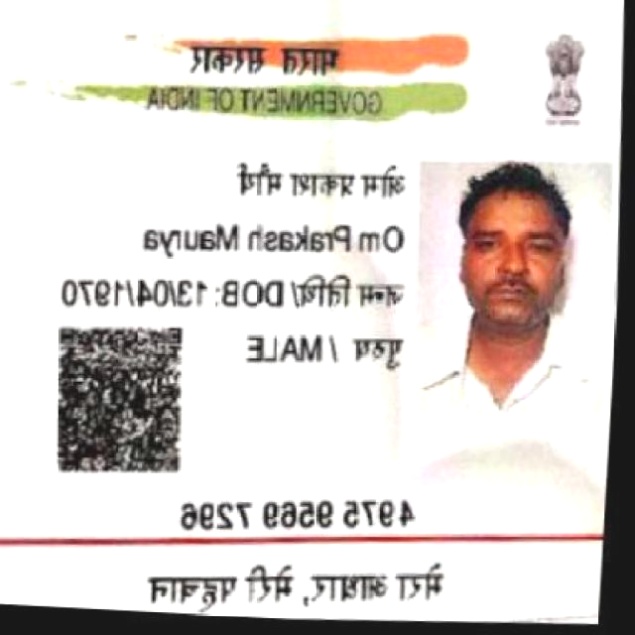 भारत सरकार
GOVERNMENT OF INDIA
ओम प्रकाश मौर्य
Om Prakash Maurya
जन्म तिथि/ DOB: 13/04/1970
पुरुष / MALE
4975 9569 7296
मेरा आधार, मेरी पहचान